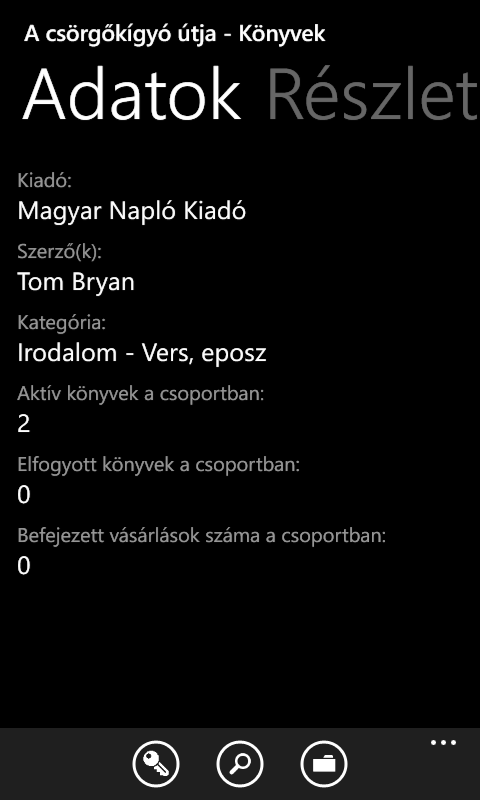 A csörgőkígyó útja - Könyvek
Adatok Részlet
Kiadó:
Magyar Napló Kiadó
Szerző(k):
Tom Bryan
Kategória:
Irodalom - Vers, eposz
Aktív könyvek a csoportban:
2
Elfogyott könyvek a csoportban:
0
Befejezett vásárlások száma a csoportban:
0